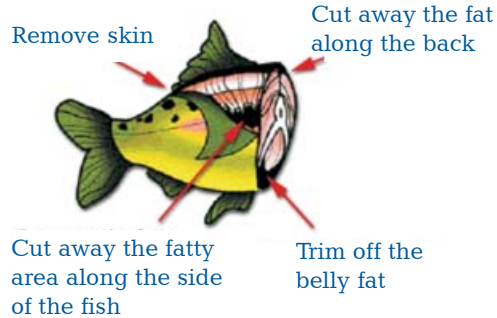 Remove skin
Cut away the fat
along the back
Cut away the fatty
area along the side
of the fish
Trim off the
belly fat